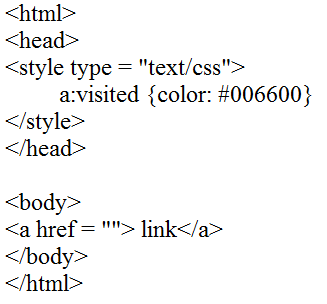 <html>
<head>
<style type = "text/css">
a:visited {color: #006600}
</style>
</head>
<body>
<a href = ""> link</a>
</body>
</html>